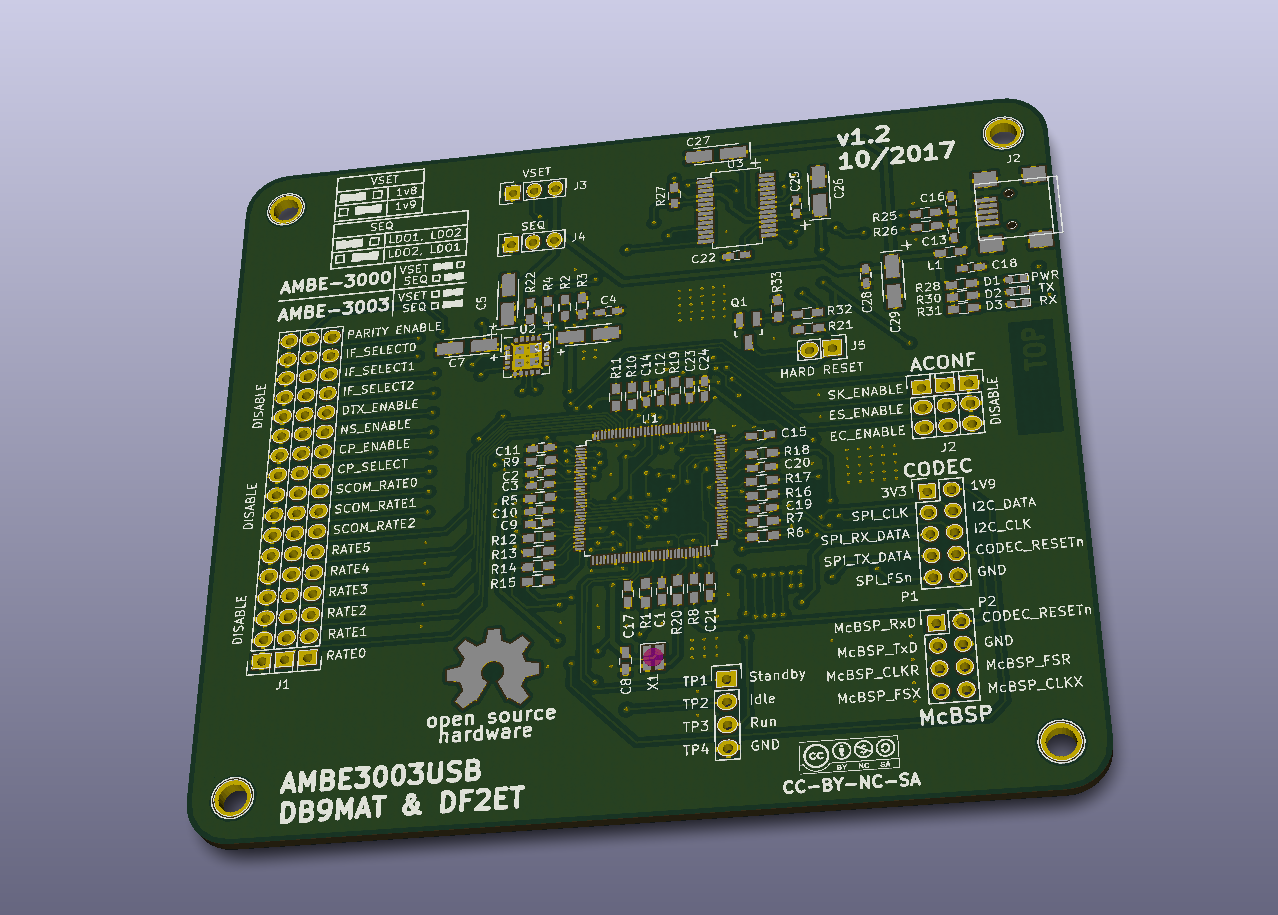 v1.2
10/2017
C27
U3
R27
C25
C26
C22
J2
C16
R25
R26
C13
L1
C18
R28
R30
R31
D1
D2
D3
PWR
TX
RX
C28
C29
TOP
VSET
1v8
1v9
SEQ
LDO1, LDO2
LDO2, LDO1
AMBE-3000
VSET
SEQ
AMBE-3003
VSET
SEQ
VSET
J3
SEQ
J4
C5
R22
R4
R2
R3
C4
U2
C6
C7
Q1
R33
R32
R21
J5
HARD RESET
PARITY ENABLE
IF_SELECT0
IF_SELECT1
IF_SELECT2
DTX_ENABLE
NS_ENABLE
CP_ENABLE
CP_SELECT
SCOM_RATE0
SCOM_RATE1
SCOM_RATE2
RATE5
RATE4
RATE3
RATE2
RATE1
RATE0
DISABLE
DISABLE
DISABLE
J1
R11
R10
C14
C12
R19
C23
C24
U1
C11
R9
C2
C3
R5
C10
C9
R12
R13
R14
R15
C15
R18
C20
R17
R16
C19
R7
R6
C17
R1
C1
R20
R8
C21
C8
X1
ACONF
SK_ENABLE
ES_ENABLE
EC_ENABLE
DISABLE
J2
CODEC
3V3 1V9
SPI_CLK I2C_DATA
SPI_RX_DATA I2C_CLK
SPI_TX_DATA CODEC_RESETn
SPI_FSn GND
P1
P2
McBSP_RxD CODEC_RESETn
McBSP_TxD GND
McBSP_CLKR McBSP_FSR
McBSP_FSX McBSP_CLKX
McBSP
TP1 Standby
TP2 Idle
TP3 Run
TP4 GND
open source
hardware
AMBE3003USB
DB9MAT & DF2ET
cc
BY NC SA
CC-BY-NC-SA